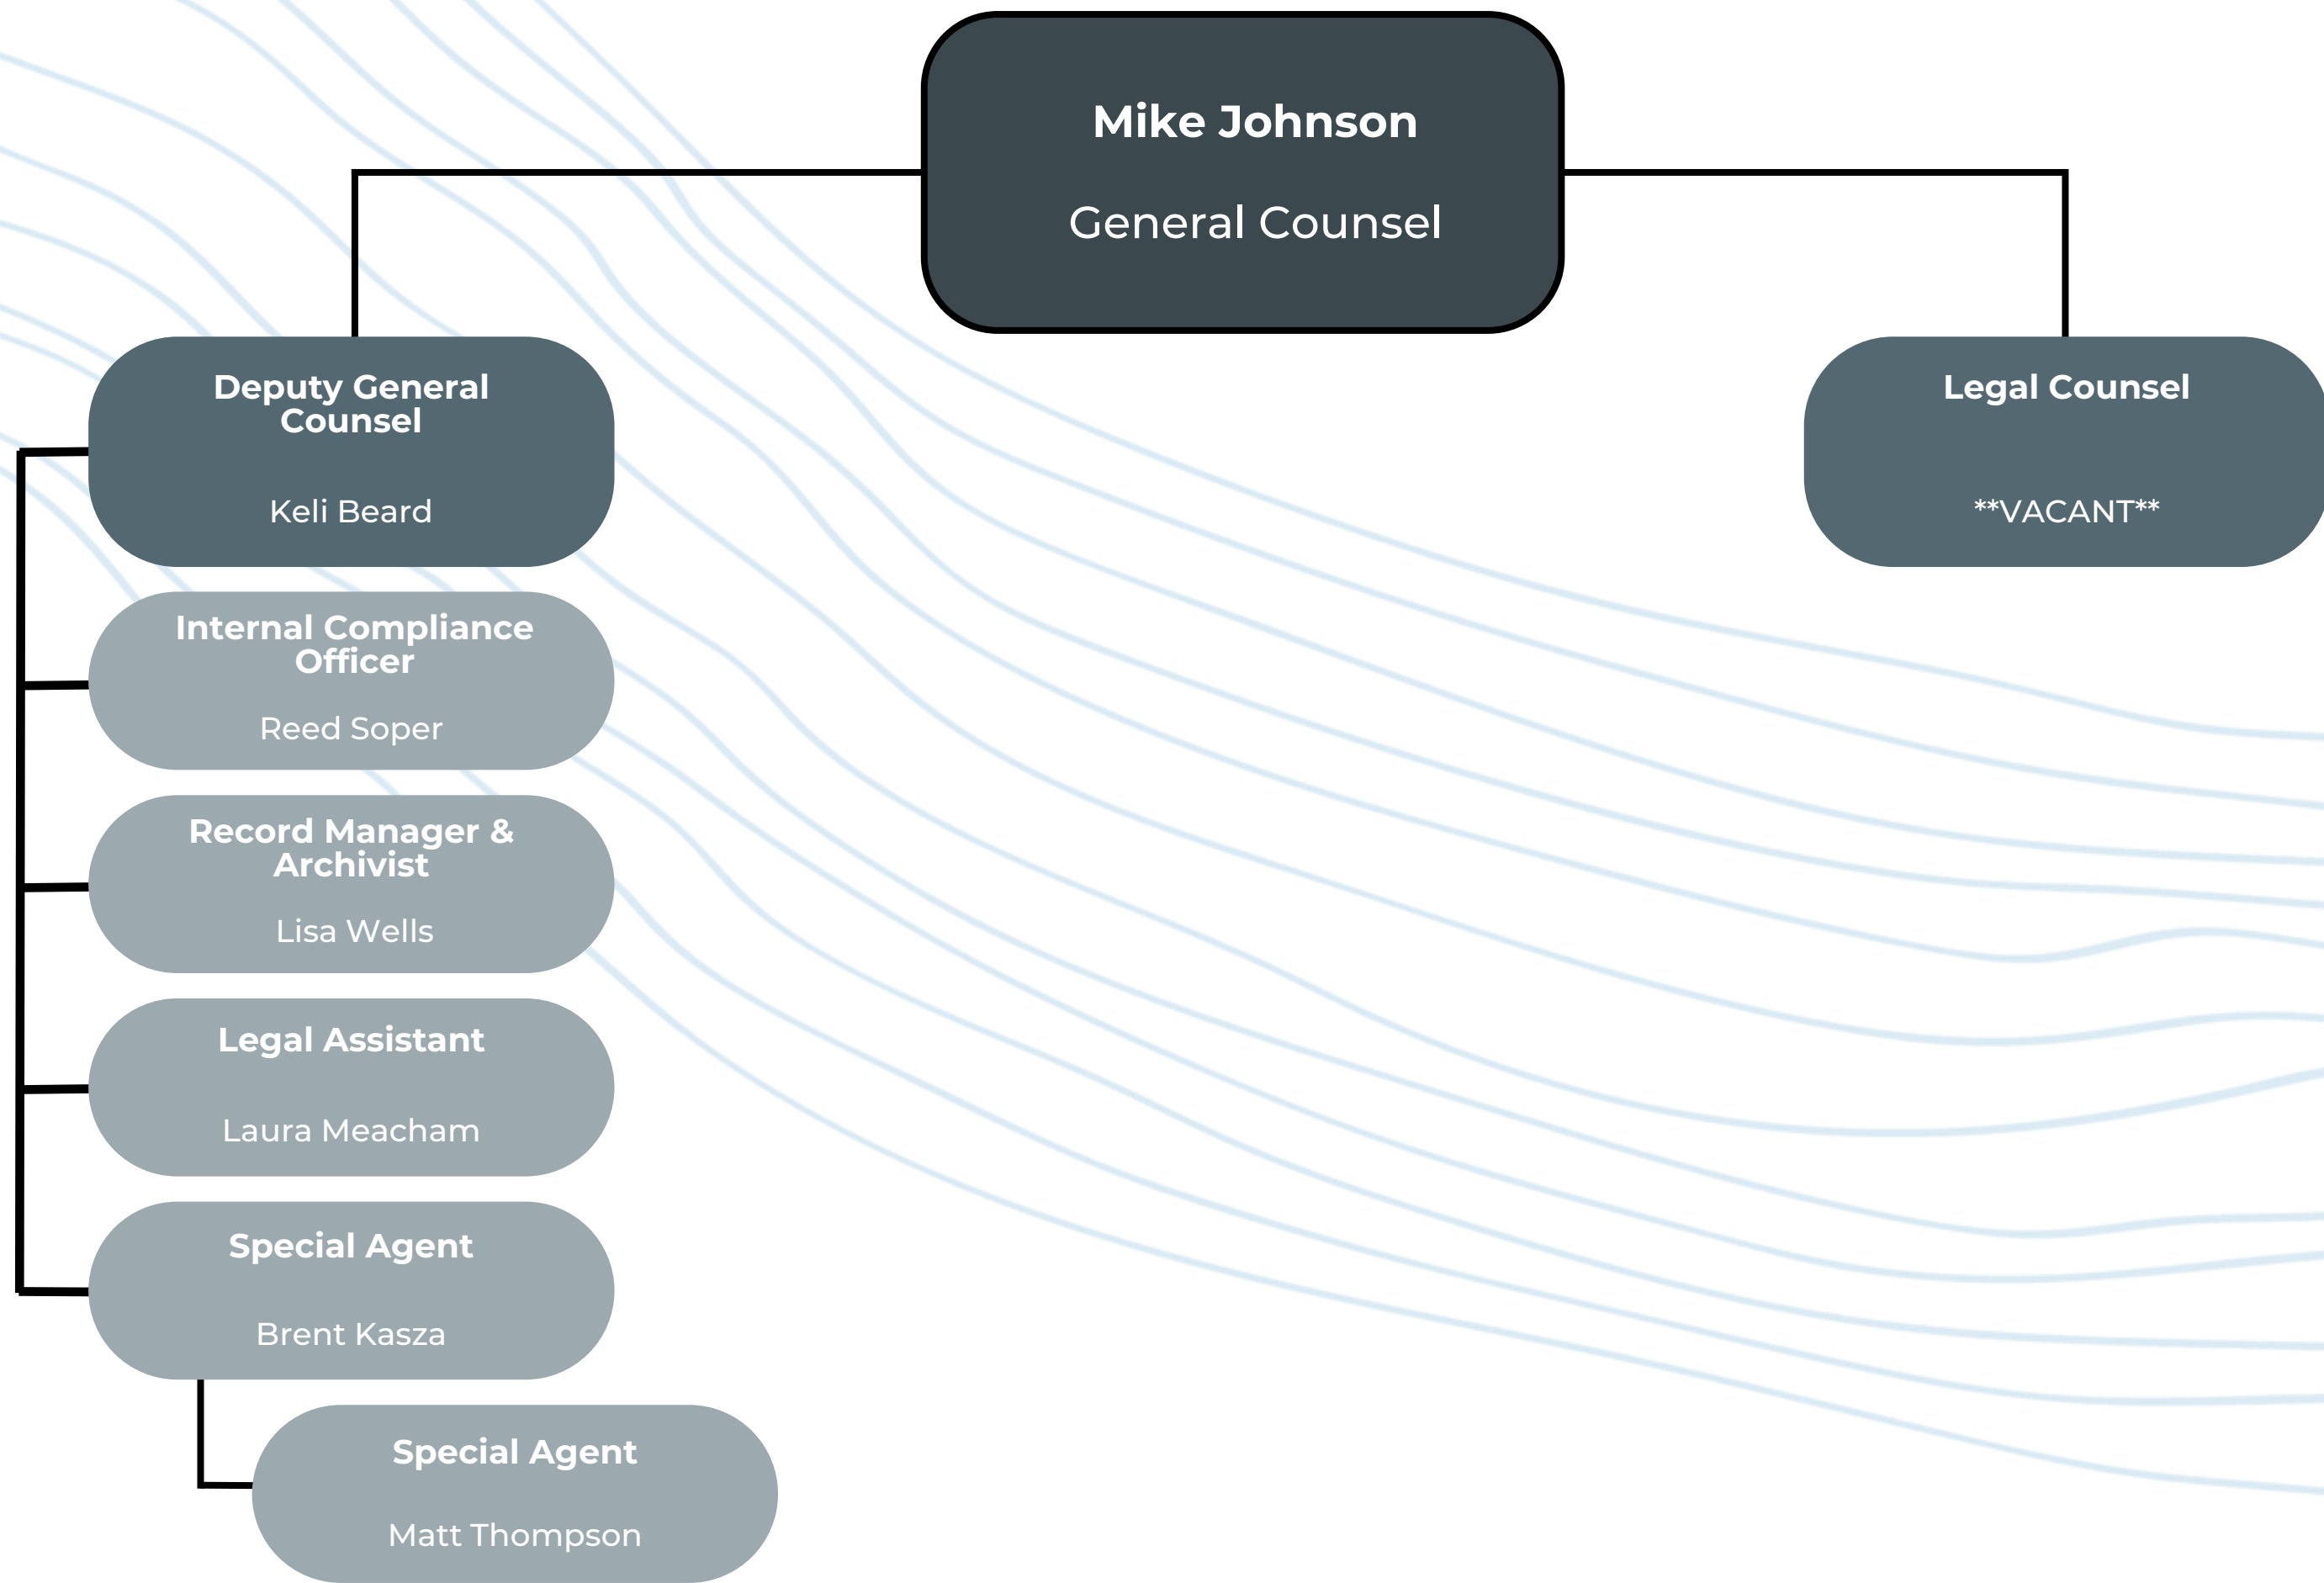 Mike Johnson
General Counsel
Deputy General
Counsel
Keli Beard
Legal Counsel
**VACANT**
Internal Compliance
Officer
Reed Soper
Record Manager &
Archivist
Lisa Wells
Legal Assistant
Laura Meacham
Special Agent
Brent Kasza
Special Agent
Matt Thompson